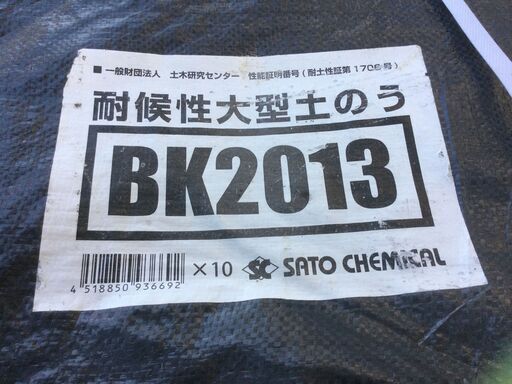 ■ 一般財団法人 土木研究センター 性能証明番号(耐土性証第1706号)
耐候性大型土のう
BK2013
4 518850 936692 ×10 SC SATO CHEMICAL